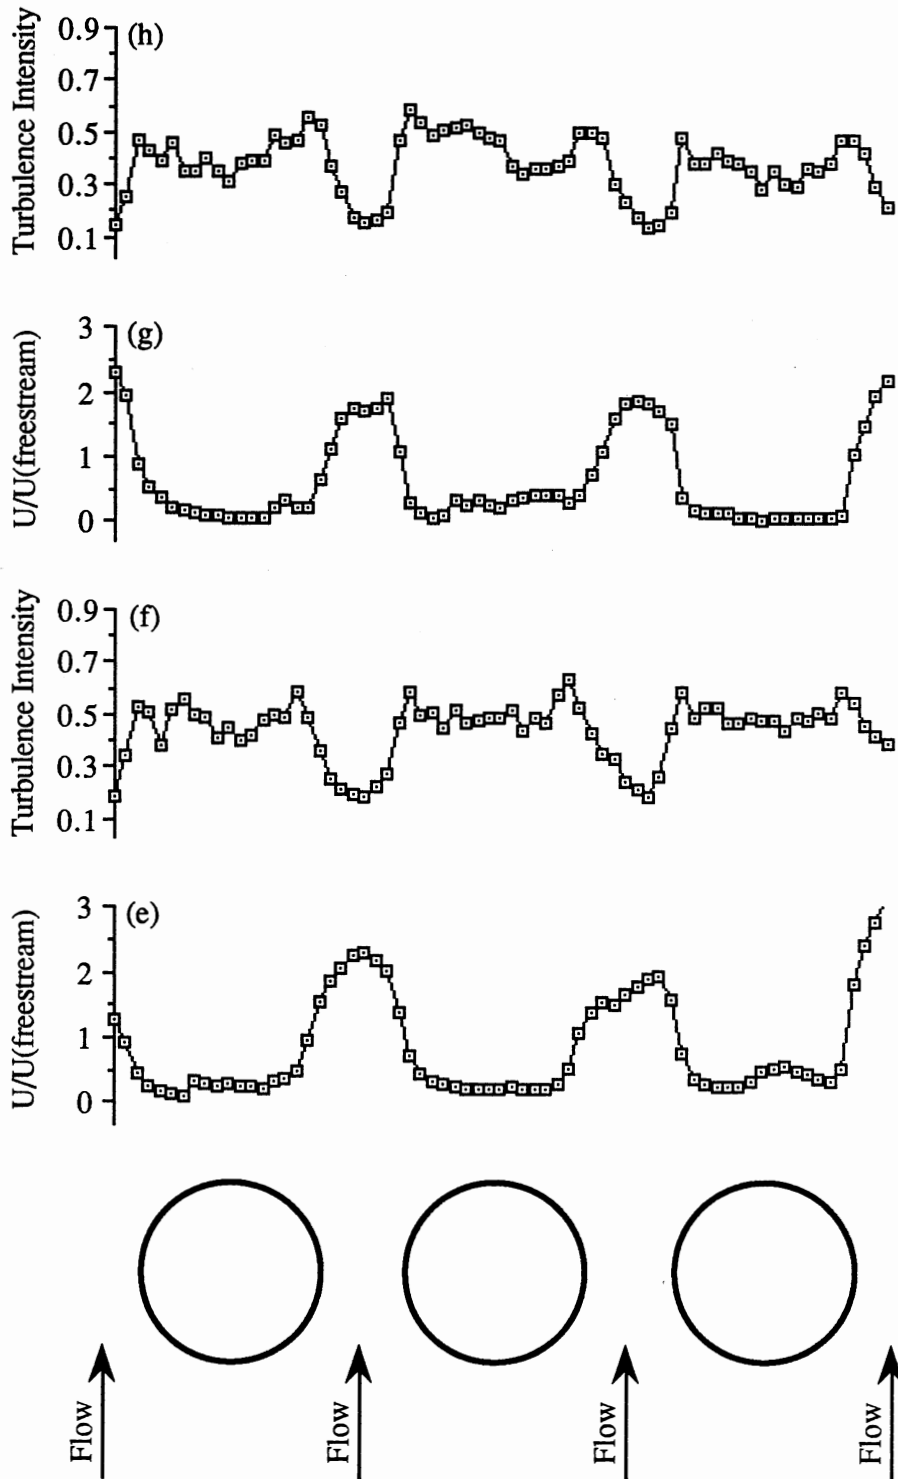 Turbulence Intensity
(h)
0.9
0.7
0.5
0.3
0.1
U/U(freestream)
(g)
3
2
1
0
Turbulence Intensity
(f)
0.9
0.7
0.5
0.3
0.1
U/U(freestream)
(e)
3
2
1
0
Flow
Flow
Flow
Flow